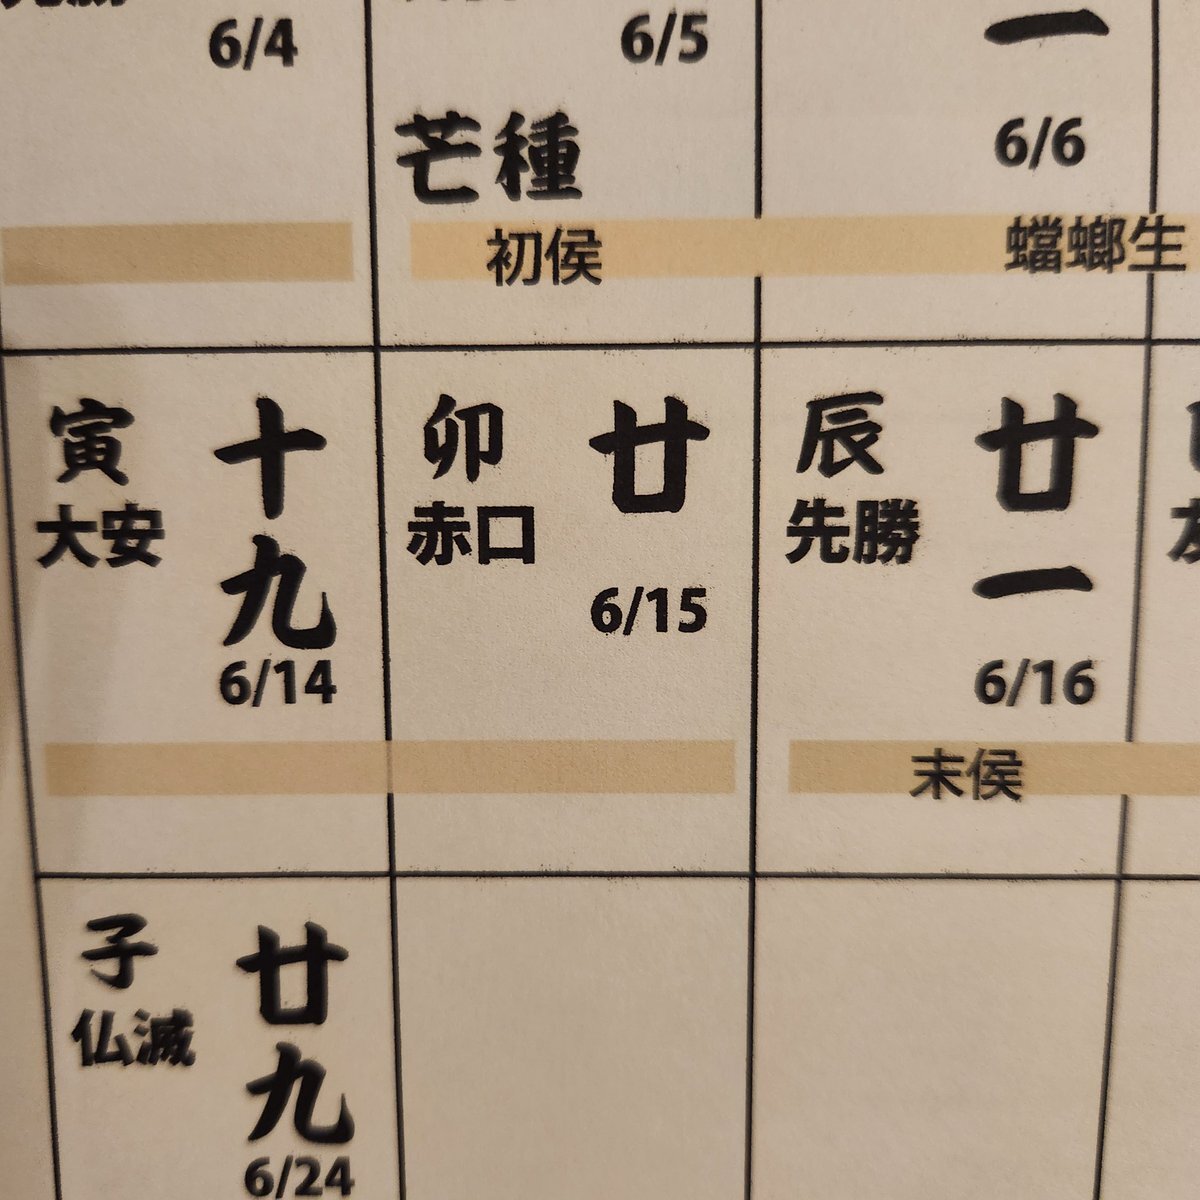 6/4
6/5
芒種
初侯
一
6/6
蟷螂生
寅
大安
十九
6/14
卯
赤口
廿
6/15
辰
先勝
廿一
6/16
末侯
子
仏滅
廿九
6/24